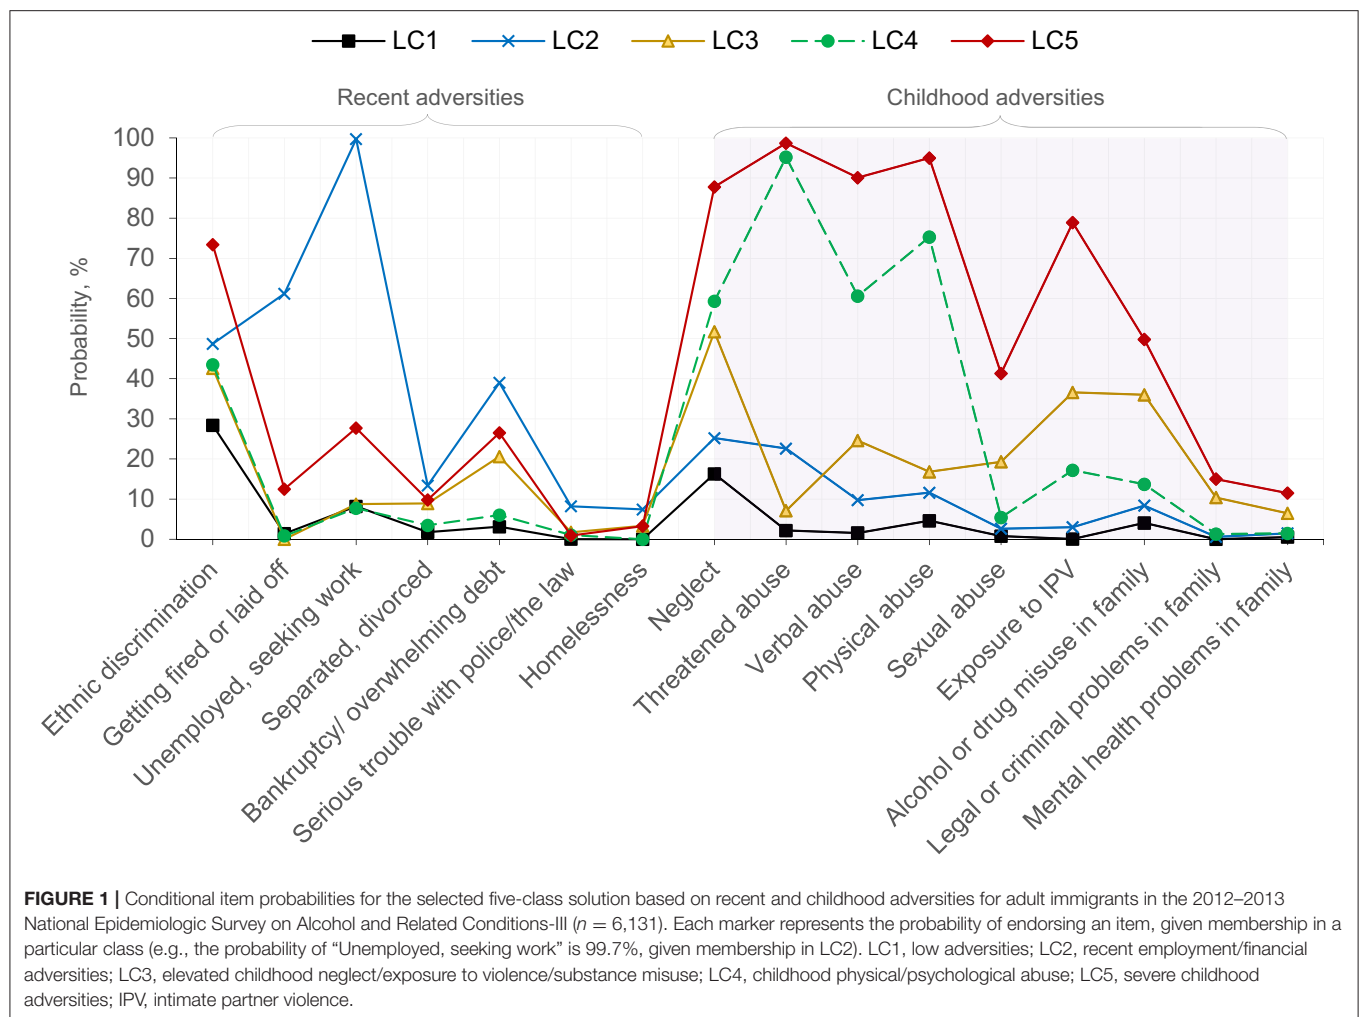 LC1 LC2 LC3 LC4 LC5
Recent adversities
Childhood adversities
Probability, %
100
90
80
70
60
50
40
30
20
10
0
Ethnic discrimination
Getting fired or laid off
Unemployed, seeking work
Separated, divorced
Bankruptcy/ overwhelming debt
Serious trouble with police/the law
Homelessness
Neglect
Threatened abuse
Verbal abuse
Physical abuse
Sexual abuse
Exposure to IPV
Alcohol or drug misuse in family
Legal or criminal problems in family
Mental health problems in family
FIGURE 1 | Conditional item probabilities for the selected five-class solution based on recent and childhood adversities for adult immigrants in the 2012–2013
National Epidemiologic Survey on Alcohol and Related Conditions-III (n = 6,131). Each marker represents the probability of endorsing an item, given membership in a
particular class (e.g., the probability of “Unemployed, seeking work” is 99.7%, given membership in LC2). LC1, low adversities; LC2, recent employment/financial
adversities; LC3, elevated childhood neglect/exposure to violence/substance misuse; LC4, childhood physical/psychological abuse; LC5, severe childhood
adversities; IPV, intimate partner violence.